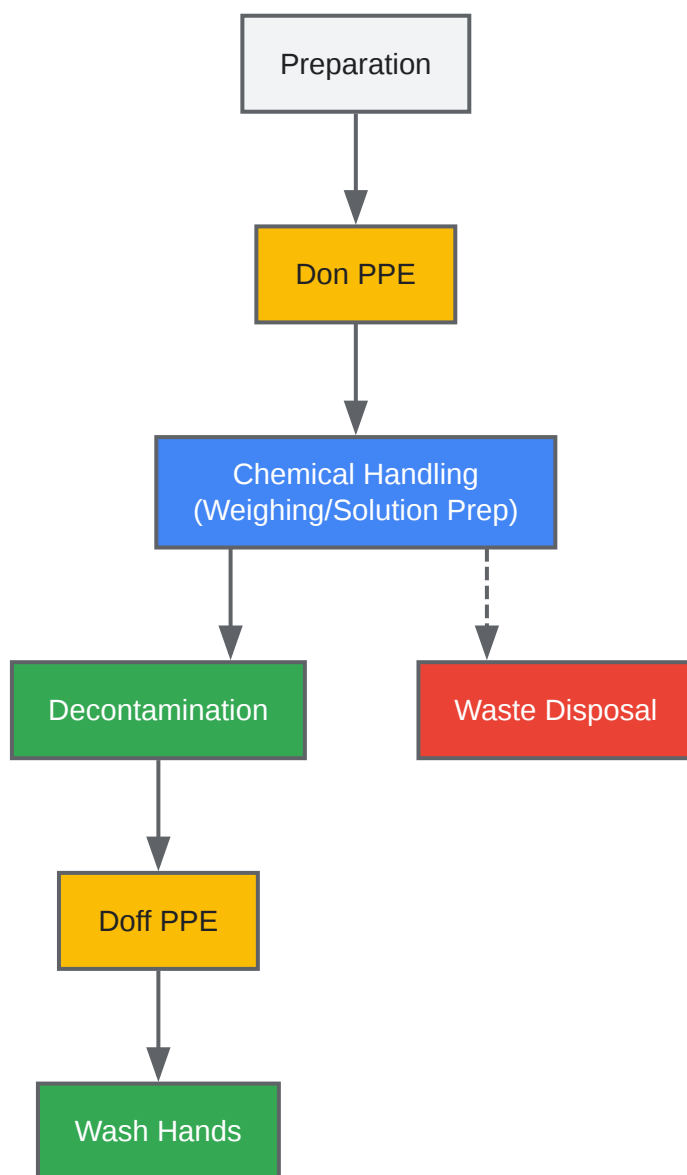 Preparation
Don PPE
Chemical Handling
(Weighing/Solution Prep)
Decontamination
Waste Disposal
Doff PPE
Wash Hands